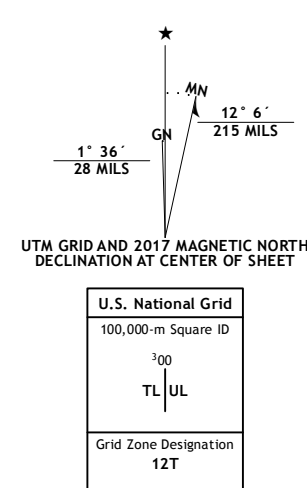 ★
MN
GN
12° 6´
215 MILS
1° 36´
28 MILS
UTM GRID AND 2017 MAGNETIC NORTH
DECLINATION AT CENTER OF SHEET
U.S. National Grid
100,000-m Square ID
³00
TL UL
Grid Zone Designation
12T